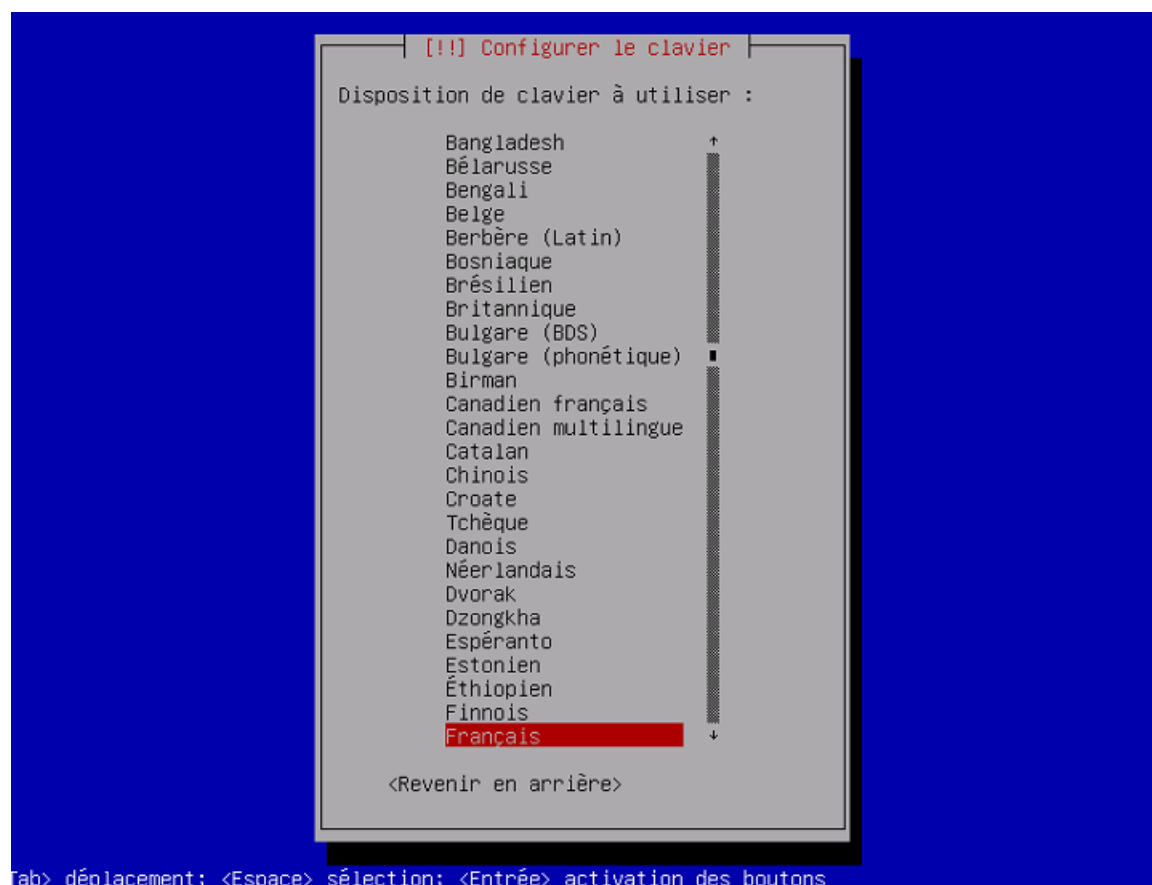 [!!] Configurer le clavier
Disposition de clavier à utiliser :
Bangladesh
Bélarusse
Bengali
Belge
Berbère (Latin)
Bosniaque
Brésilien
Britannique
Bulgare (BDS)
Bulgare (phonétique)
Birman
Canadien français
Canadien multilingue
Catalan
Chinois
Croate
Tchèque
Danois
Néerlandais
Dvorak
Dzongkha
Espéranto
Estonien
Éthiopien
Finnois
Français
<Revenir en arrière>
Tab> déplacement; <Espace> sélection; <Entrée> activation des boutons